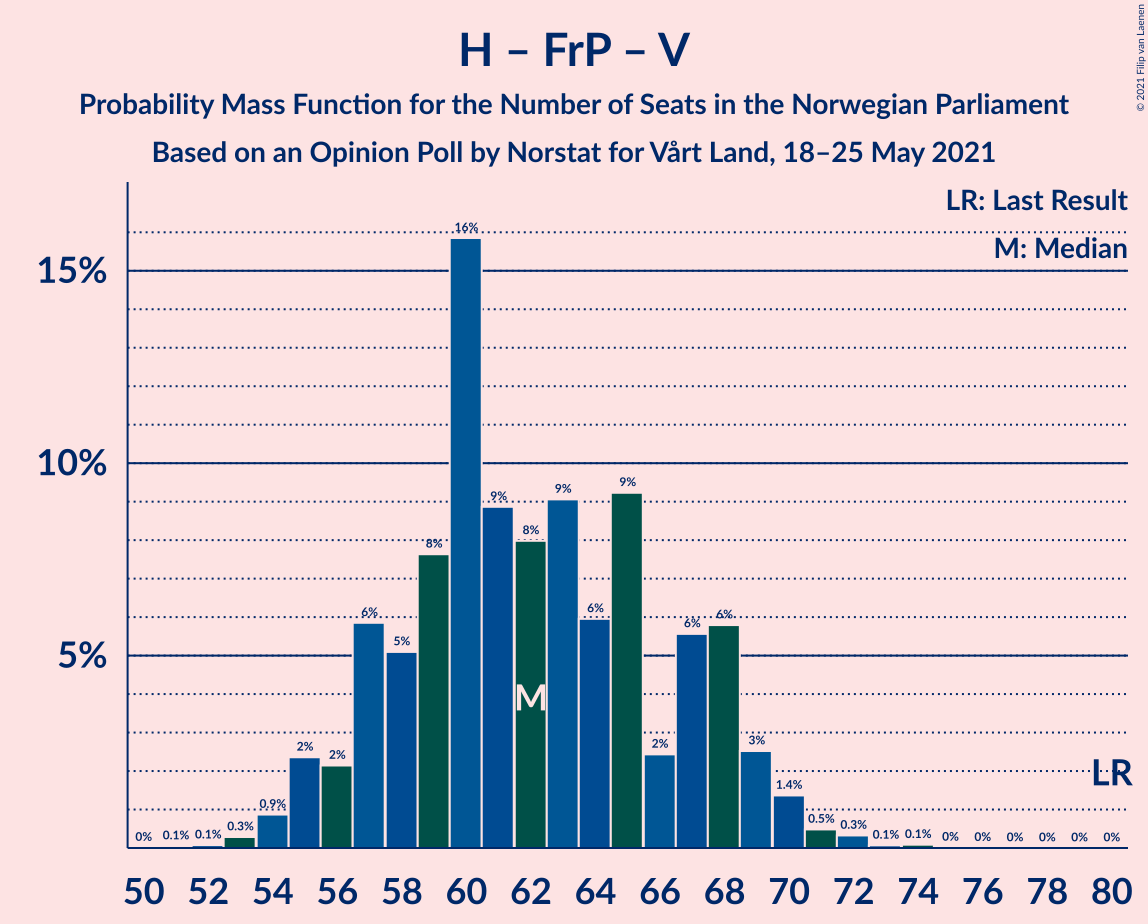 H – FrP – V
Probability Mass Function for the Number of Seats in the Norwegian Parliament
Based on an Opinion Poll by Norstat for Vårt Land, 18–25 May 2021
© 2021 Filip van Laenen
LR: Last Result
M: Median
15%
10%
5%
0% 0.1% 0.1% 0.3% 0.9% 2% 2% 6% 5% 8% 16% 9% 8% 9% 6% 9% 2% 6% 6% 3% 1.4% 0.5% 0.3% 0.1% 0.1% 0% 0% 0% 0% 0% 0%
M
LR
50 52 54 56 58 60 62 64 66 68 70 72 74 76 78 80